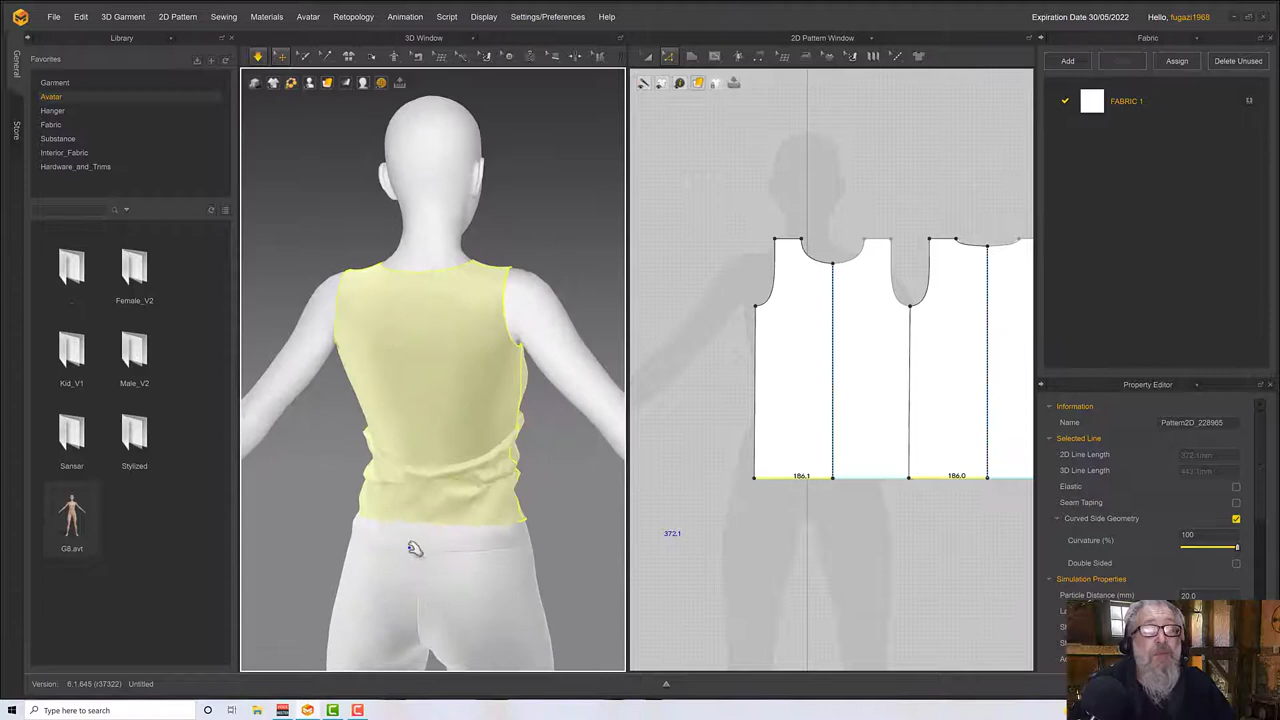 File Edit 3D Garment 2D Pattern Sewing Materials Avatar Retopology Animation Script Display Settings/Preferences Help
Expiration Date 30/05/2022 Hello, fugazi1968
General
Store
Library
Favorites
Garment
Avatar
Hanger
Fabric
Substance
Interior_Fabric
Hardware_and_Trims
..
Female_V2
Kid_V1
Male_V2
Sansar
Stylized
G8.avt
3D Window
2D Pattern Window
186.1
186.0
372.1
Fabric
Add
Assign
Delete Unused
FABRIC 1
Property Editor
Information
Name Pattern2D_228965
Selected Line
2D Line Length
3D Line Length
Elastic
Seam Taping
Curved Side Geometry
Curvature (%) 100
Double Sided
Simulation Properties
Particle Distance (mm) 20.0
Version: 6.1.645 (r37322) Untitled
Type here to search